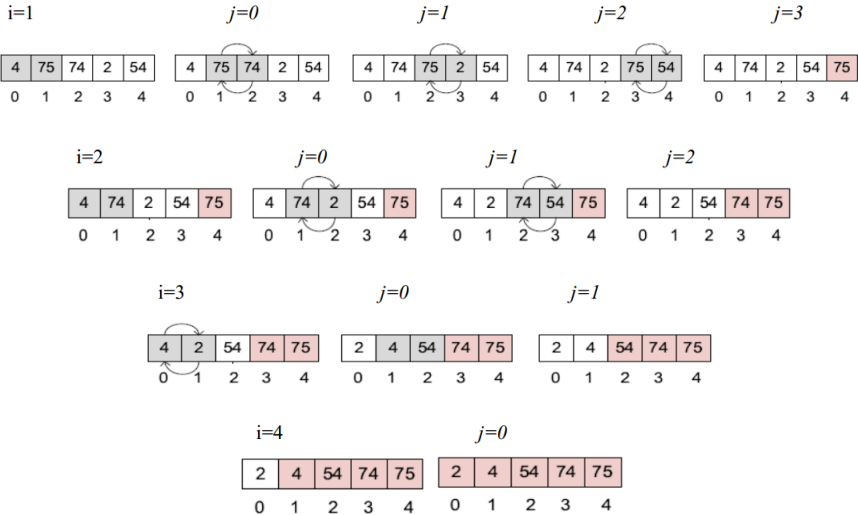 i=1 j=0 j=1 j=2 j=3
4 75 74 2 54 4 75 74 2 54 4 74 75 2 54 4 74 2 75 54 4 74 2 54 75
0 1 2 3 4 0 1 2 3 4 0 1 2 3 4 0 1 2 3 4 0 1 2 3 4
i=2 j=0 j=1 j=2
4 74 2 54 75 4 74 2 54 75 4 2 74 54 75 4 2 54 74 75
0 1 2 3 4 0 1 2 3 4 0 1 2 3 4 0 1 2 3 4
i=3 j=0 j=1
4 2 54 74 75 2 4 54 74 75 2 4 54 74 75
0 1 2 3 4 0 1 2 3 4 0 1 2 3 4
i=4 j=0
2 4 54 74 75 2 4 54 74 75
0 1 2 3 4 0 1 2 3 4